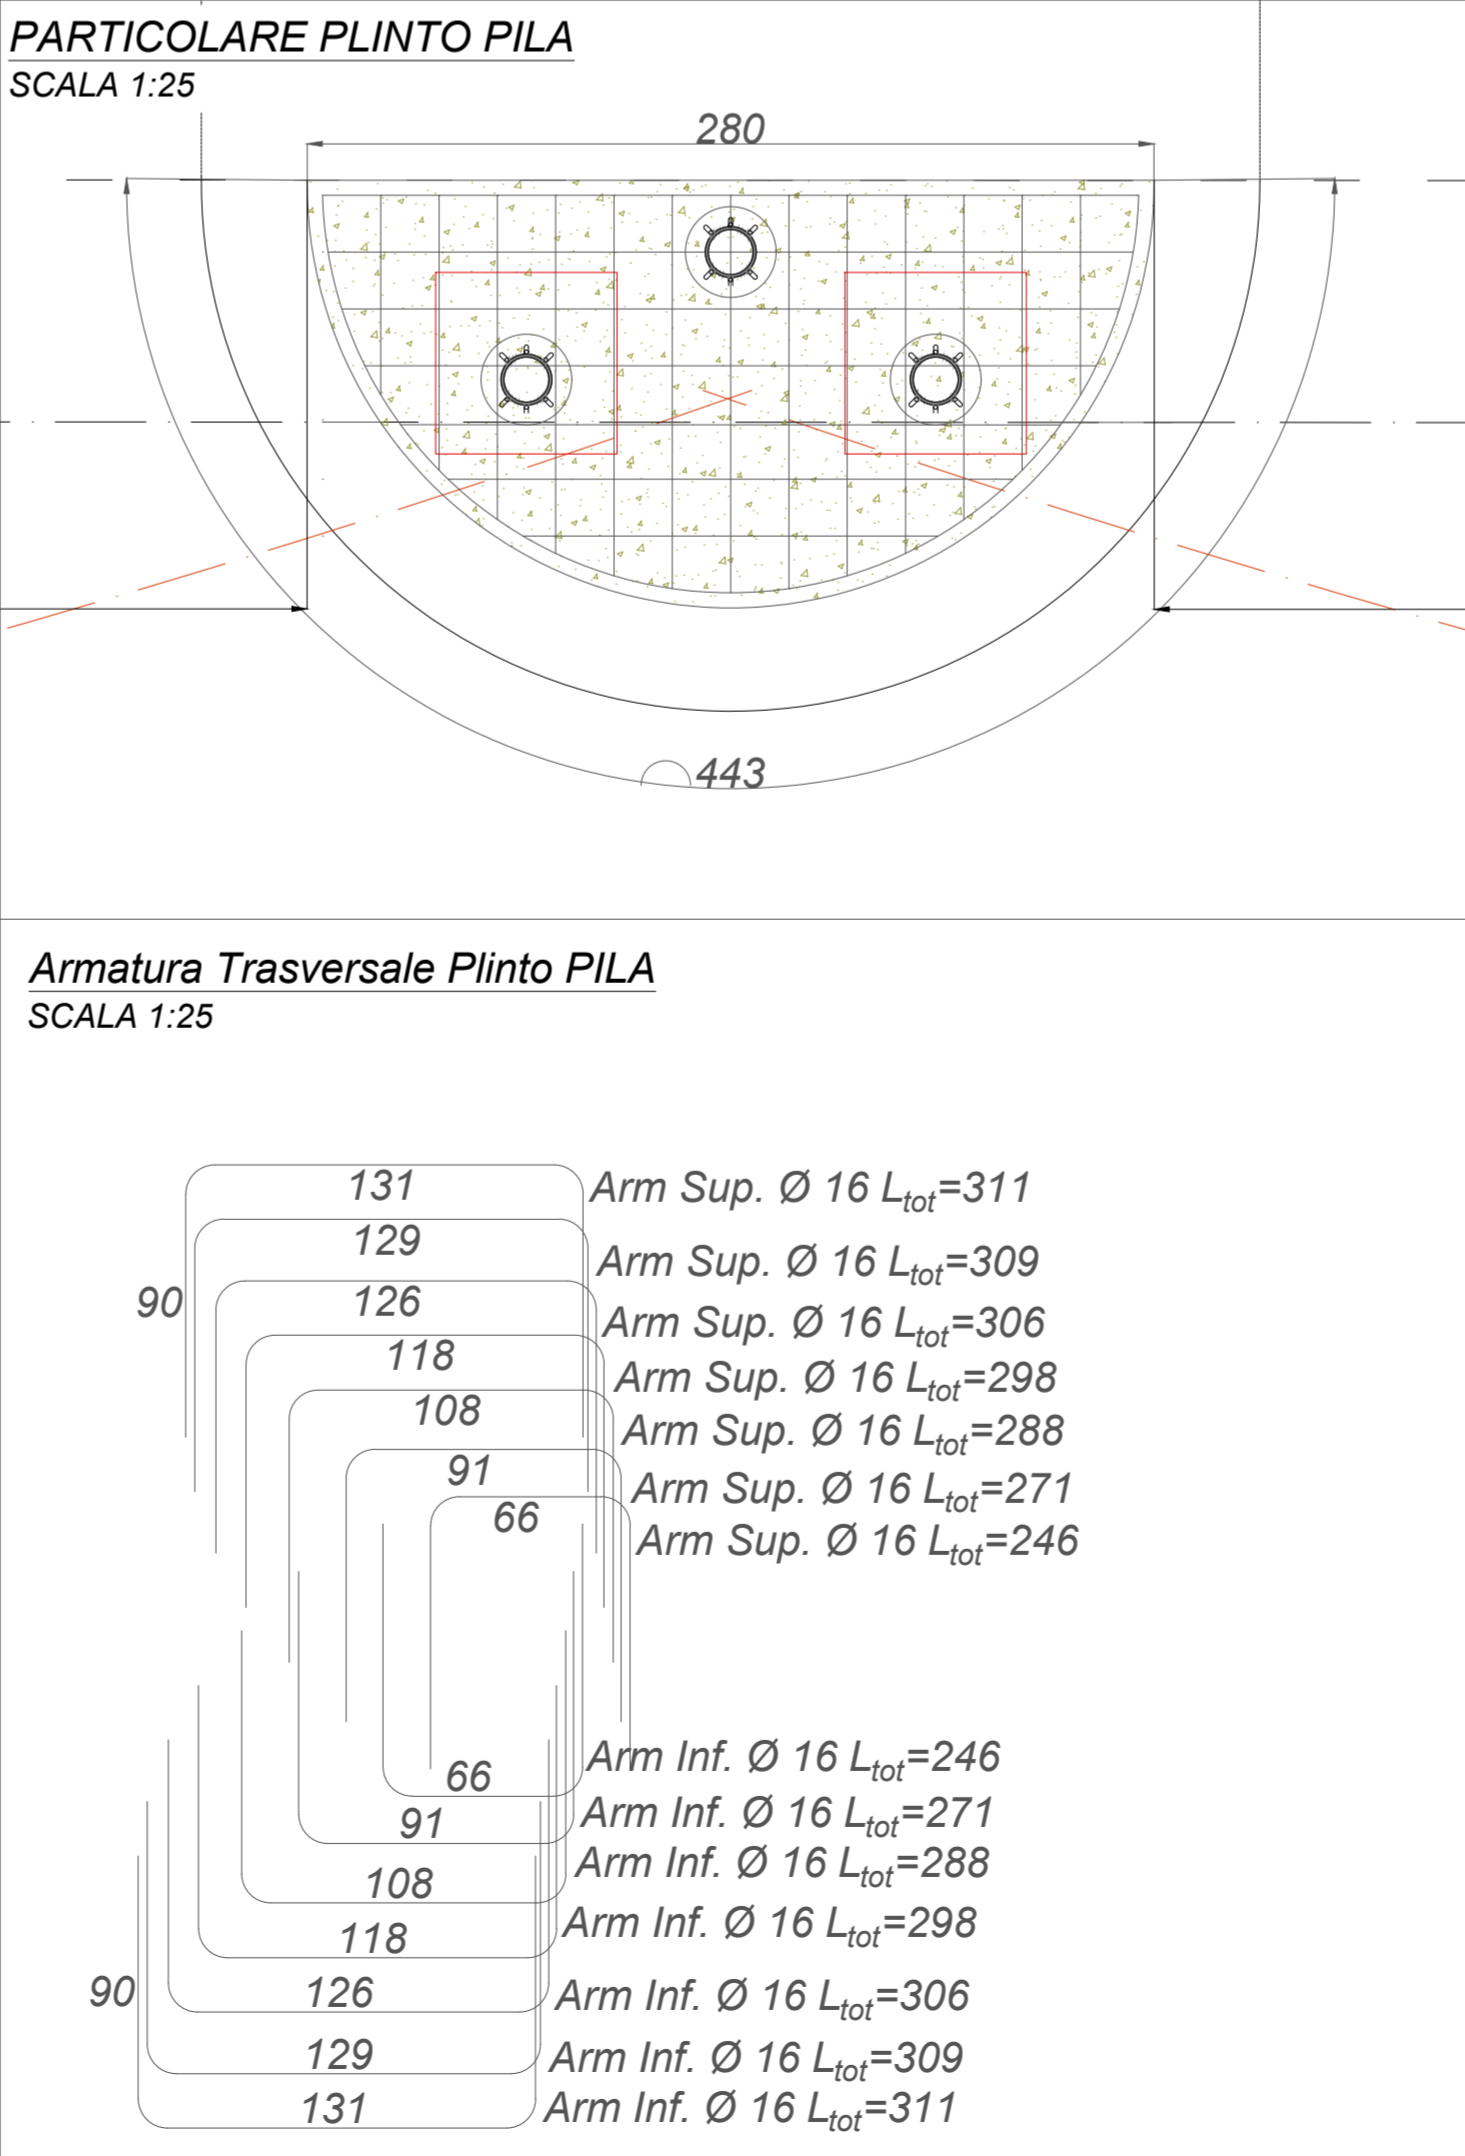 PARTICOLARE PLINTO PILA
SCALA 1:25
280
443
Armatura Trasversale Plinto PILA
SCALA 1:25
131 Arm Sup. Ø 16 Ltot=311
129 Arm Sup. Ø 16 Ltot=309
90 126 Arm Sup. Ø 16 Ltot=306
118 Arm Sup. Ø 16 Ltot=298
108 Arm Sup. Ø 16 Ltot=288
91 Arm Sup. Ø 16 Ltot=271
66 Arm Sup. Ø 16 Ltot=246
66 Arm Inf. Ø 16 Ltot=246
91 Arm Inf. Ø 16 Ltot=271
108 Arm Inf. Ø 16 Ltot=288
118 Arm Inf. Ø 16 Ltot=298
90 126 Arm Inf. Ø 16 Ltot=306
129 Arm Inf. Ø 16 Ltot=309
131 Arm Inf. Ø 16 Ltot=311